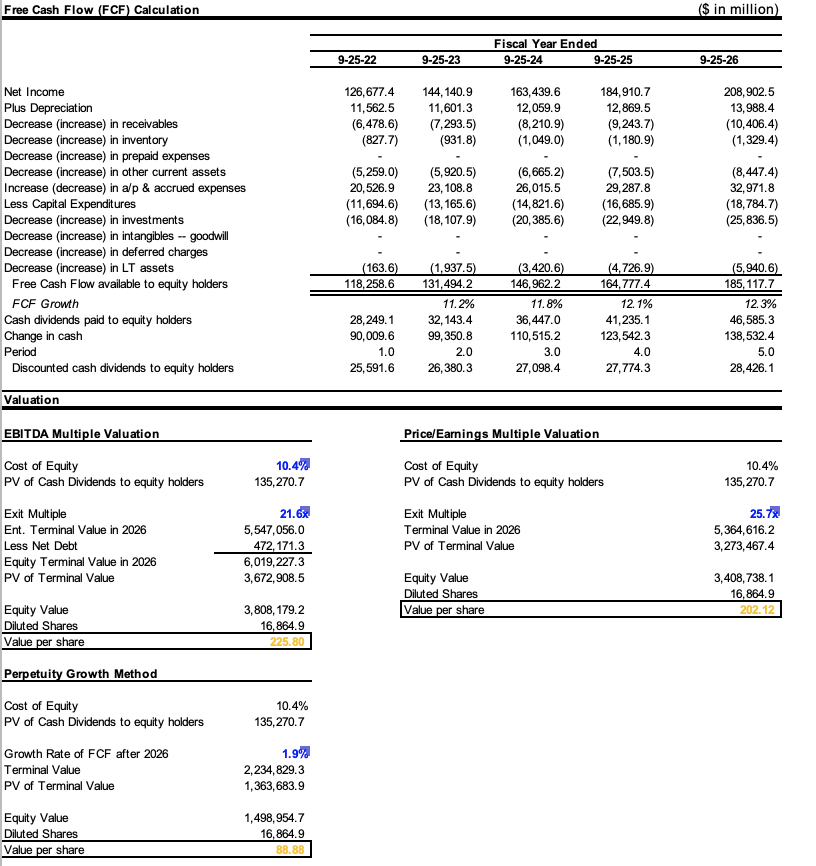 Free Cash Flow (FCF) Calculation ($ in million)
Fiscal Year Ended
9-25-22 9-25-23 9-25-24 9-25-25 9-25-26
Net Income 126,677.4 144,140.9 163,439.6 184,910.7 208,902.5
Plus Depreciation 11,562.5 11,601.3 12,059.9 12,869.5 13,988.4
Decrease (increase) in receivables (6,478.6) (7,293.5) (8,210.9) (9,243.7) (10,406.4)
Decrease (increase) in inventory (827.7) (931.8) (1,049.0) (1,180.9) (1,329.4)
Decrease (increase) in prepaid expenses - - - - -
Decrease (increase) in other current assets (5,259.0) (5,920.5) (6,665.2) (7,503.5) (8,447.4)
Increase (decrease) in a/p & accrued expenses 20,526.9 23,108.8 26,015.5 29,287.8 32,971.8
Less Capital Expenditures (11,694.6) (13,165.6) (14,821.6) (16,685.9) (18,784.7)
Decrease (increase) in investments (16,084.8) (18,107.9) (20,385.6) (22,949.8) (25,836.5)
Decrease (increase) in intangibles -- goodwill - - - - -
Decrease (increase) in deferred charges - - - - -
Decrease (increase) in LT assets (163.6) (1,937.5) (3,420.6) (4,726.9) (5,940.6)
Free Cash Flow available to equity holders 118,258.6 131,494.2 146,962.2 164,777.4 185,117.7
FCF Growth 11.2% 11.8% 12.1% 12.3%
Cash dividends paid to equity holders 28,249.1 32,143.4 36,447.0 41,235.1 46,585.3
Change in cash 90,009.6 99,350.8 110,515.2 123,542.3 138,532.4
Period 1.0 2.0 3.0 4.0 5.0
Discounted cash dividends to equity holders 25,591.6 26,380.3 27,098.4 27,774.3 28,426.1
Valuation
EBITDA Multiple Valuation
Cost of Equity 10.4%
PV of Cash Dividends to equity holders 135,270.7
Exit Multiple 21.6x
Ent. Terminal Value in 2026 5,547,056.0
Less Net Debt 472,171.3
Equity Terminal Value in 2026 6,019,227.3
PV of Terminal Value 3,672,908.5
Equity Value 3,808,179.2
Diluted Shares 16,864.9
Value per share 225.80
Price/Earnings Multiple Valuation
Cost of Equity 10.4%
PV of Cash Dividends to equity holders 135,270.7
Exit Multiple 25.7x
Terminal Value in 2026 5,364,616.2
PV of Terminal Value 3,273,467.4
Equity Value 3,408,738.1
Diluted Shares 16,864.9
Value per share 202.12
Perpetuity Growth Method
Cost of Equity 10.4%
PV of Cash Dividends to equity holders 135,270.7
Growth Rate of FCF after 2026 1.9%
Terminal Value 2,234,829.3
PV of Terminal Value 1,363,683.9
Equity Value 1,498,954.7
Diluted Shares 16,864.9
Value per share 88.88